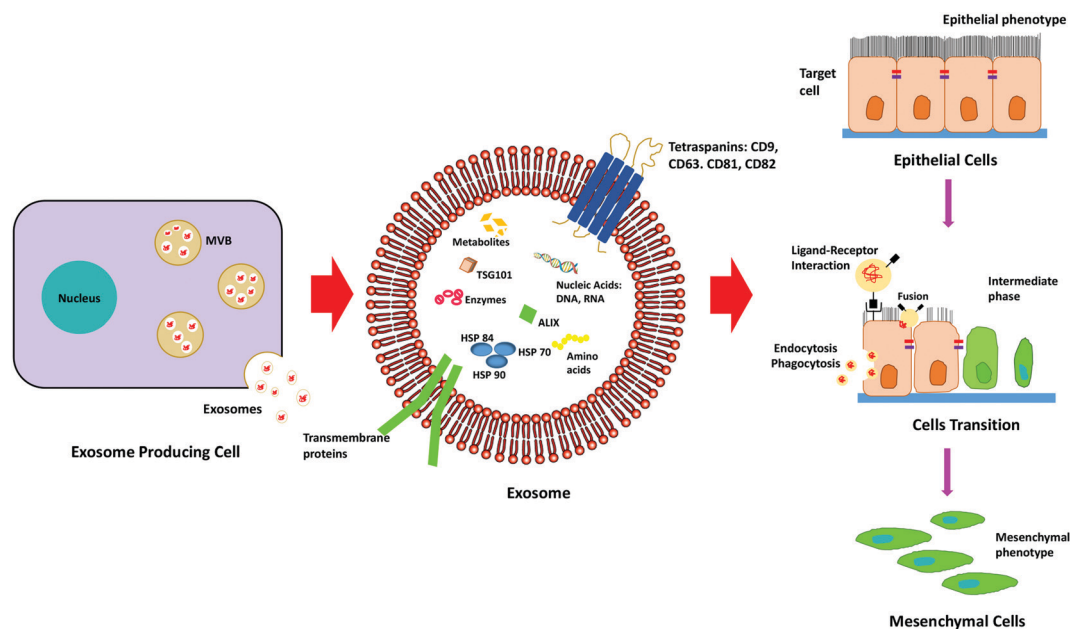 MVB
Nucleus
Exosomes
Exosome Producing Cell
Tetraspanins: CD9,
CD63. CD81, CD82
Metabolites
TSG101
Nucleic Acids:
DNA, RNA
Enzymes
ALIX
HSP 84
HSP 70
HSP 90
Amino
acids
Transmembrane
proteins
Exosome
Epithelial phenotype
Target
cell
Epithelial Cells
Ligand-Receptor
Interaction
Fusion
Intermediate
phase
Endocytosis
Phagocytosis
Cells Transition
Mesenchymal
phenotype
Mesenchymal Cells